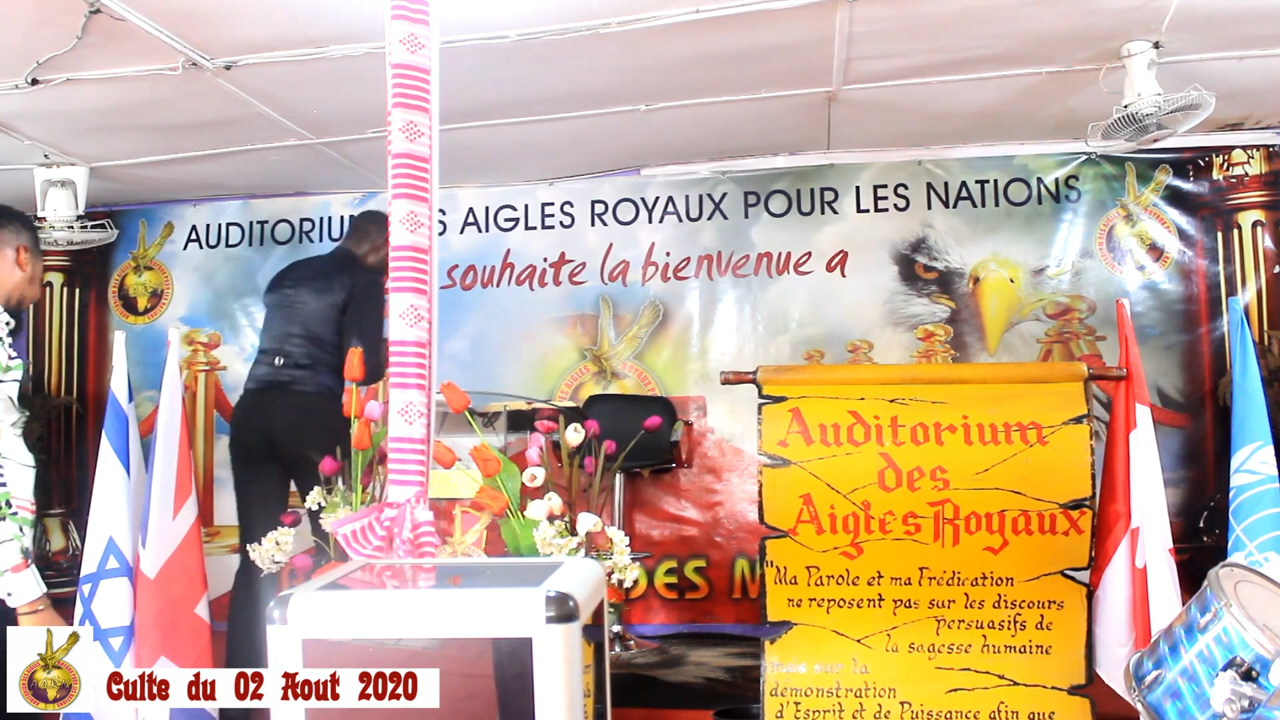 AUDITORIU S AIGLES ROYAUX POUR LES NATIONS
souhaite la bienvenue a
DES M
Auditorium
des
Aigles Royaux
"Ma Parole et ma Prédication
ne reposent pas sur les discours
persuasifs de
la sagesse humaine
mais sur la
démonstration
d'Esprit et de Puissance afin que
Culte du 02 Aout 2020